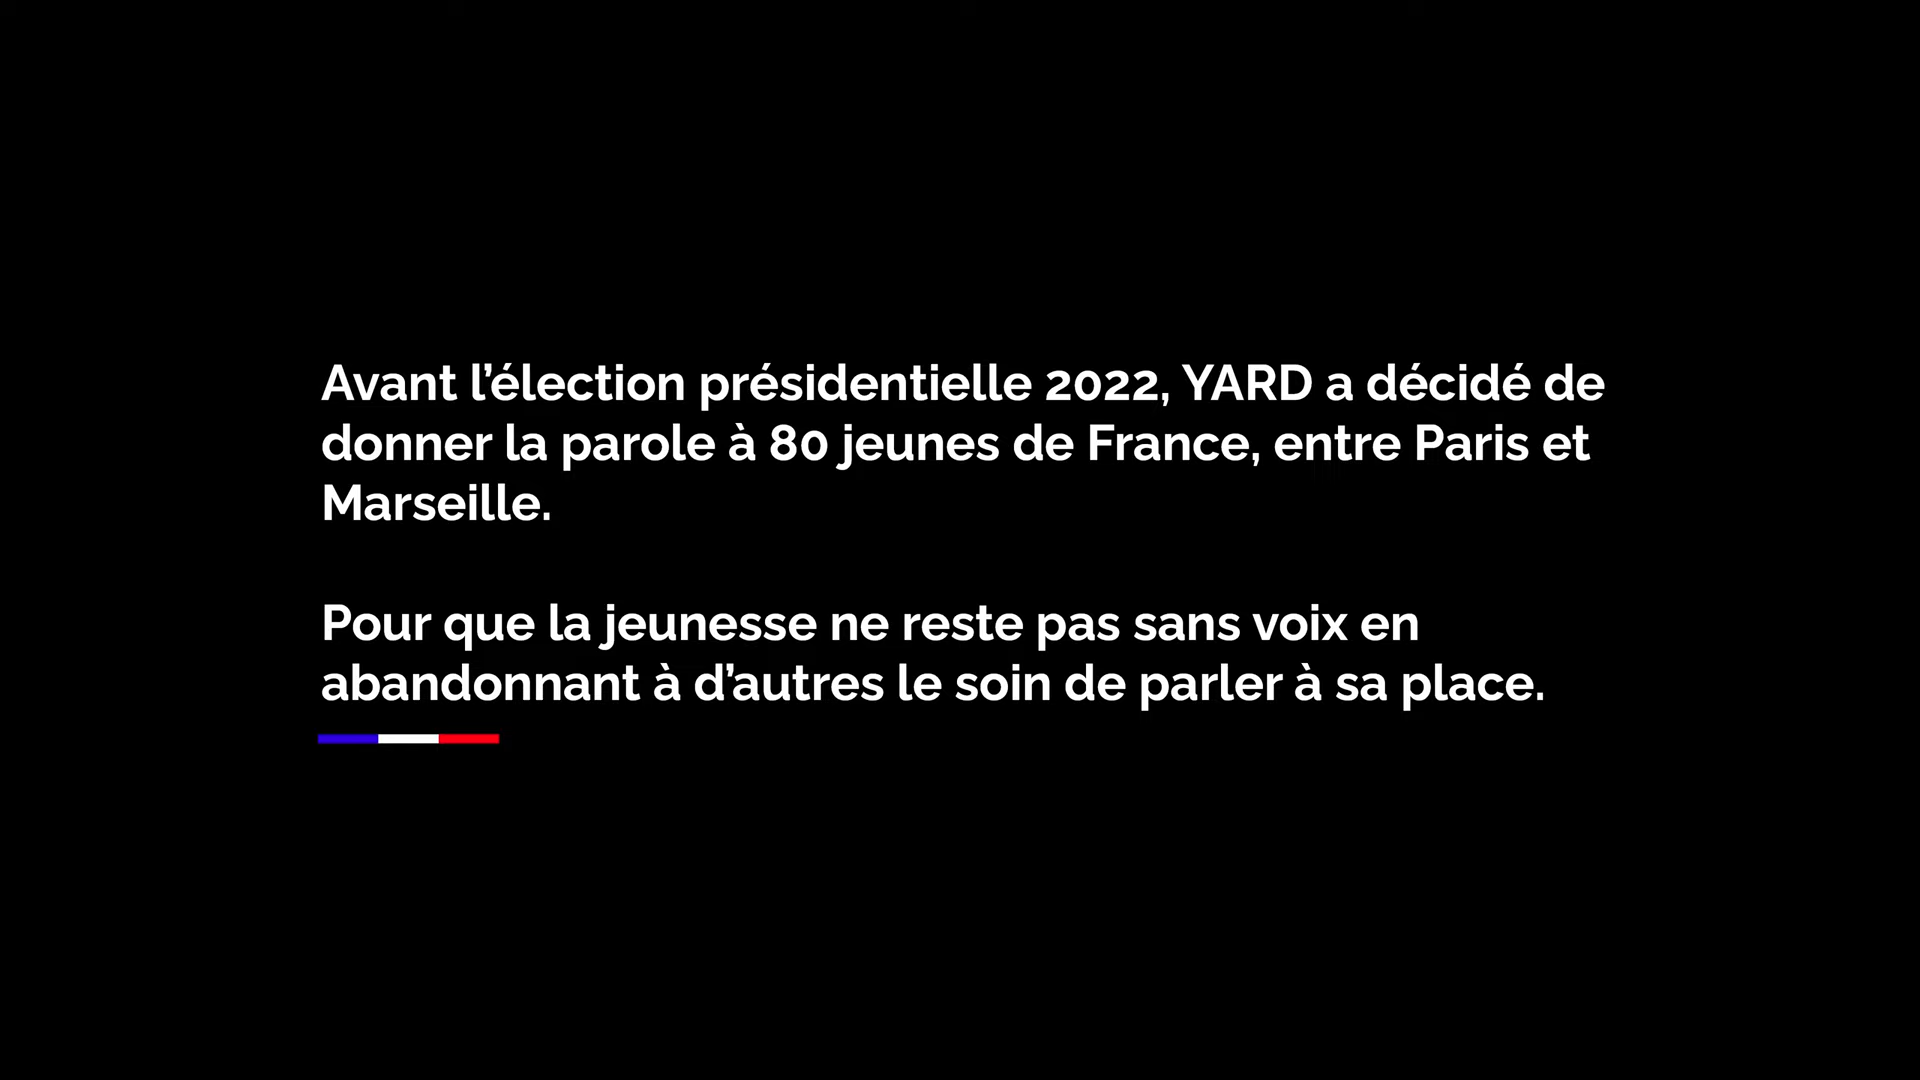 Avant l’élection présidentielle 2022, YARD a décidé de
donner la parole à 80 jeunes de France, entre Paris et
Marseille.
Pour que la jeunesse ne reste pas sans voix en
abandonnant à d’autres le soin de parler à sa place.